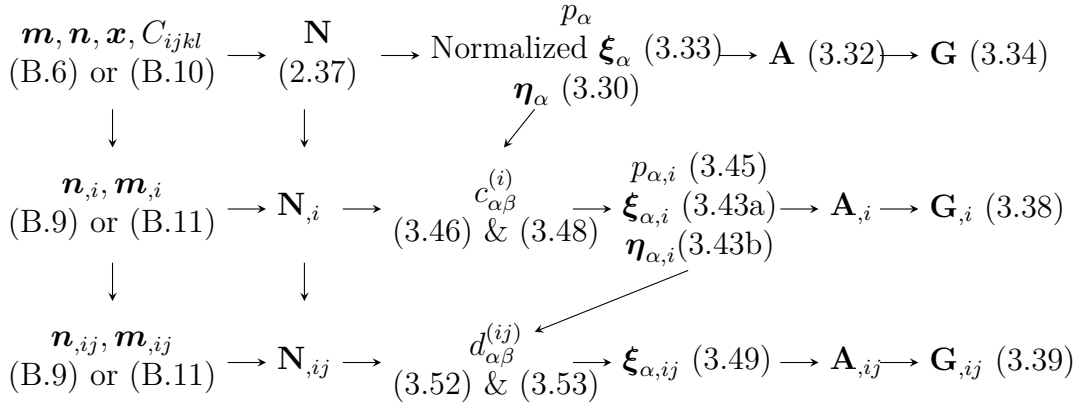 m, n, x, C_{ijkl}
(B.6) or (B.10)
N
(2.37)
p_α
Normalized ξ_α (3.33)
η_α (3.30)
A (3.32)
G (3.34)
n_{,i}, m_{,i}
(B.9) or (B.11)
N_{,i}
c_{αβ}^{(i)}
(3.46) & (3.48)
p_{α,i} (3.45)
ξ_{α,i} (3.43a)
η_{α,i}(3.43b)
A_{,i}
G_{,i} (3.38)
n_{,ij}, m_{,ij}
(B.9) or (B.11)
N_{,ij}
d_{αβ}^{(ij)}
(3.52) & (3.53)
ξ_{α,ij} (3.49)
A_{,ij}
G_{,ij} (3.39)